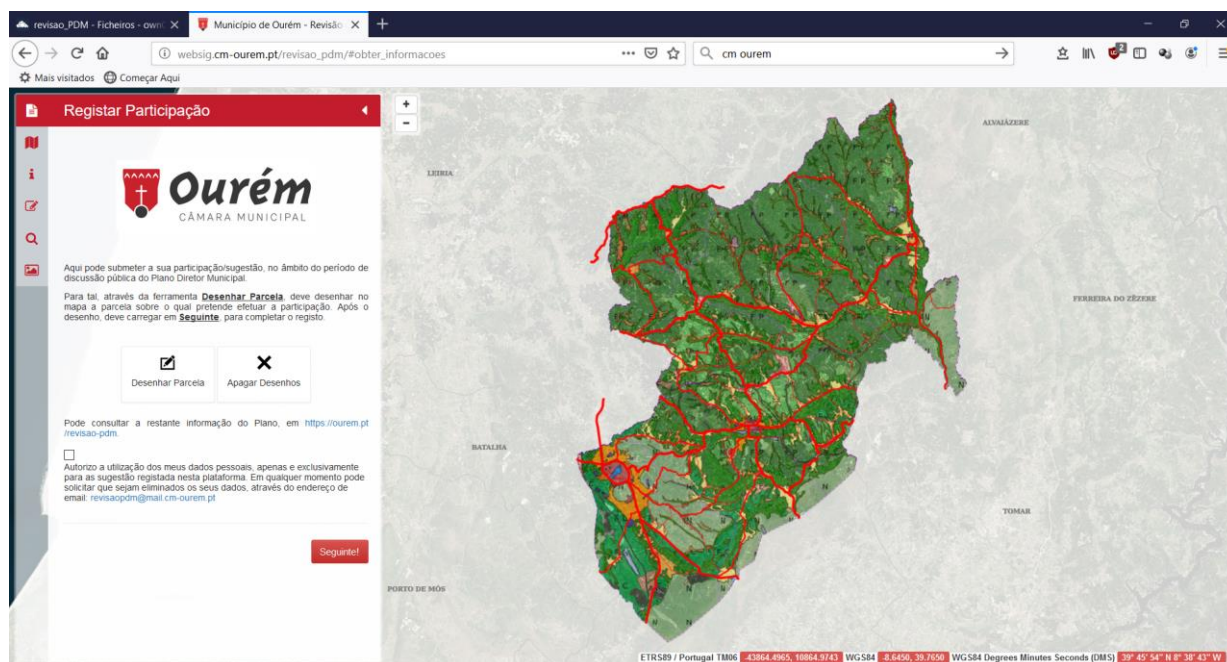 revisao_PDM - Ficheiros - own
Município de Ourém - Revisão
websig.cm-ourem.pt/revisao_pdm/#obter_informacoes
cm ourem
2
Mais visitados
Começar Aqui
Registar Participação
+
-
Ourém
CÂMARA MUNICIPAL
Aqui pode submeter a sua participação/sugestão, no âmbito do período de
discussão pública do Plano Diretor Municipal.
Para tal, através da ferramenta Desenhar Parcela, deve desenhar no
mapa a parcela sobre o qual pretende efetuar a participação. Após o
desenho, deve carregar em Seguinte, para completar o registo.
Desenhar Parcela
Apagar Desenhos
Pode consultar a restante informação do Plano, em https://ourem.pt
/revisao-pdm.
Autorizo a utilização dos meus dados pessoais, apenas e exclusivamente
para as sugestão registada nesta plataforma. Em qualquer momento pode
solicitar que sejam eliminados os seus dados, através do endereço de
email: revisaopdm@mail.cm-ourem.pt
Seguinte!
ALVAIÁZERE
LEIRIA
FERREIRA DO ZÊZERE
BATALHA
TOMAR
PORTO DE MÓS
ETRS89 / Portugal TM06 -43864.4965, 10864.9743 WGS84 -8.6450, 39.7650 WGS84 Degrees Minutes Seconds (DMS) 39° 45' 54" N 8° 38' 43" W